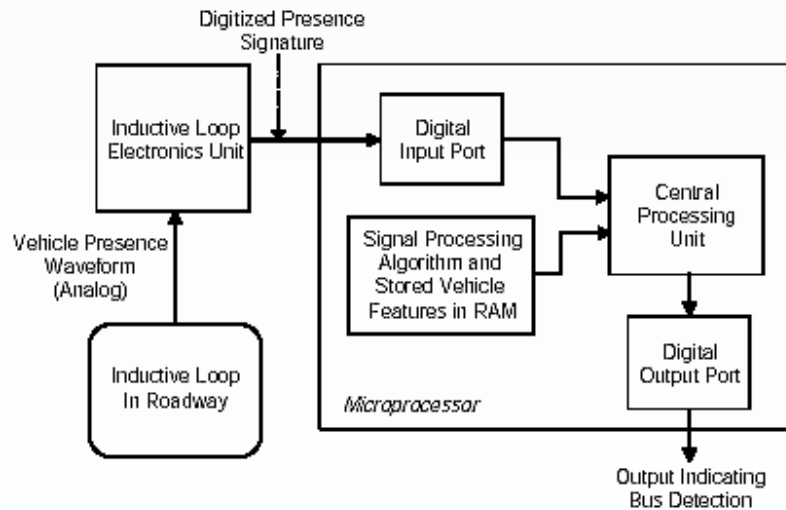 Digitized Presence
Signature
Inductive Loop
Electronics Unit
Digital
Input Port
Central
Processing
Unit
Vehicle Presence
Waveform
(Analog)
Signal Processing
Algorithm and
Stored Vehicle
Features in RAM
Inductive Loop
In Roadway
Digital
Output Port
Microprocessor
Output Indicating
Bus Detection